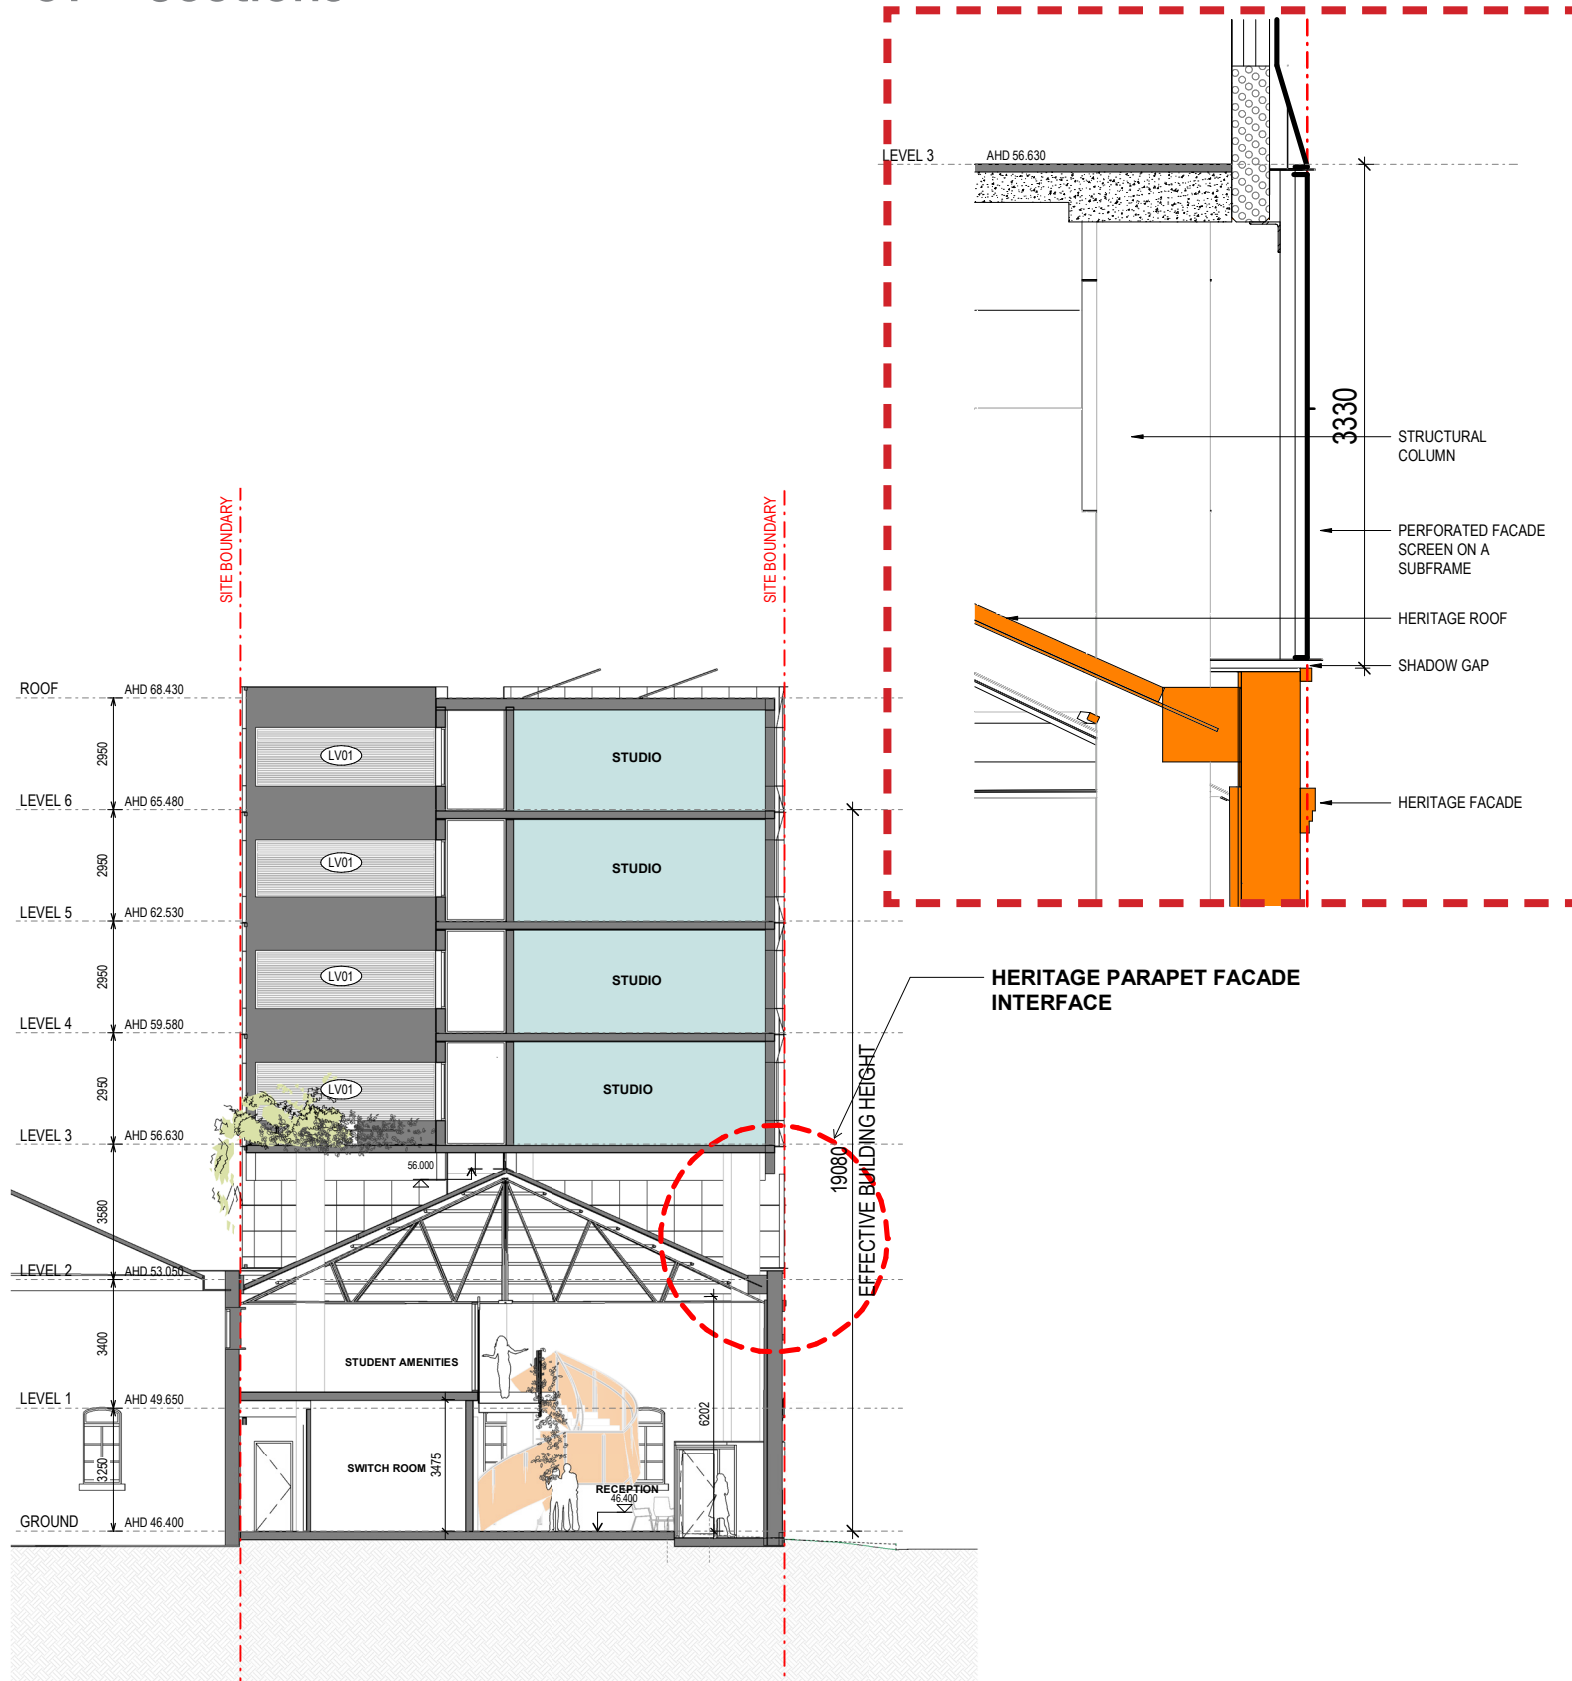 LEVEL 3
AHD 56.630
3330
STRUCTURAL
COLUMN
PERFORATED FACADE
SCREEN ON A
SUBFRAME
HERITAGE ROOF
SHADOW GAP
HERITAGE FACADE
HERITAGE PARAPET FACADE
INTERFACE
SITE BOUNDARY
SITE BOUNDARY
ROOF
AHD 68.430
2950
LV01
STUDIO
LEVEL 6
AHD 65.480
2950
LV01
STUDIO
LEVEL 5
AHD 62.530
2950
LV01
STUDIO
LEVEL 4
AHD 59.580
2950
LV01
STUDIO
LEVEL 3
AHD 56.630
56.000
19080
EFFECTIVE BUILDING HEIGHT
3580
LEVEL 2
AHD 53.050
3400
STUDENT AMENITIES
LEVEL 1
AHD 49.650
6202
3250
SWITCH ROOM
3475
RECEPTION
46.400
GROUND
AHD 46.400